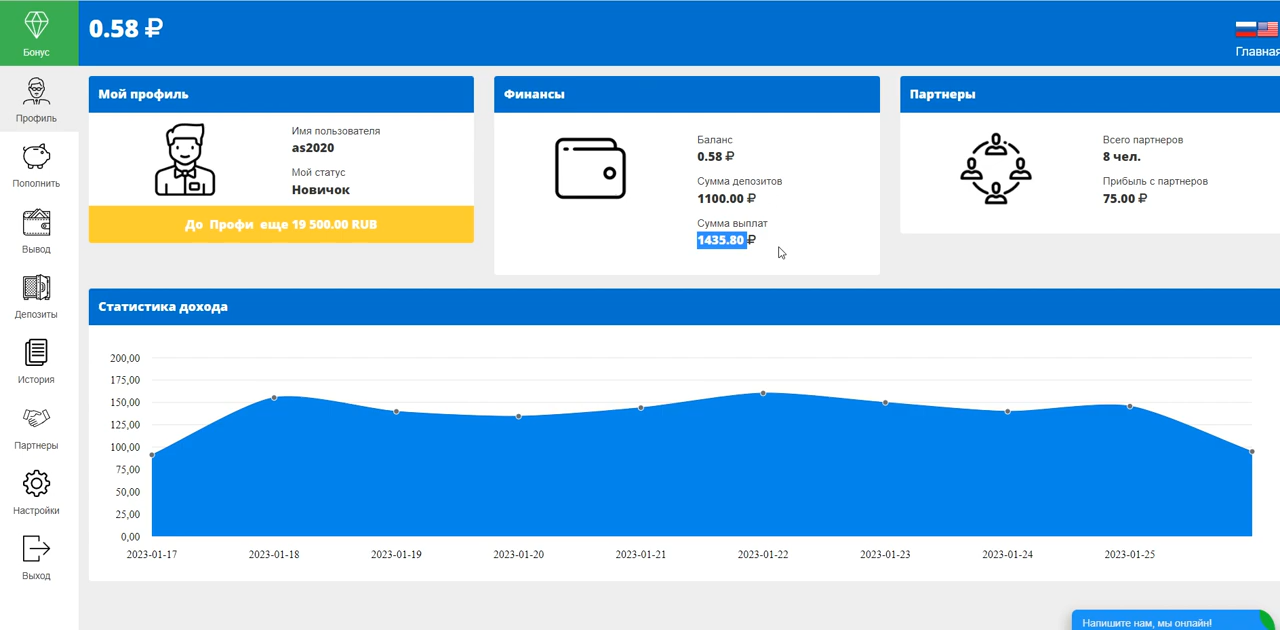 0.58 ₽
Бонус
Главная
Профиль
Пополнить
Вывод
Депозиты
История
Партнеры
Настройки
Выход
Мой профиль
Имя пользователя
as2020
Мой статус
Новичок
До Профи еще 19 500.00 RUB
Финансы
Баланс
0.58 ₽
Сумма депозитов
1100.00 ₽
Сумма выплат
1435.80 ₽
Партнеры
Всего партнеров
8 чел.
Прибыль с партнеров
75.00 ₽
Статистика дохода
200,00
175,00
150,00
125,00
100,00
75,00
50,00
25,00
0,00
2023-01-17 2023-01-18 2023-01-19 2023-01-20 2023-01-21 2023-01-22 2023-01-23 2023-01-24 2023-01-25
Напишите нам, мы онлайн!